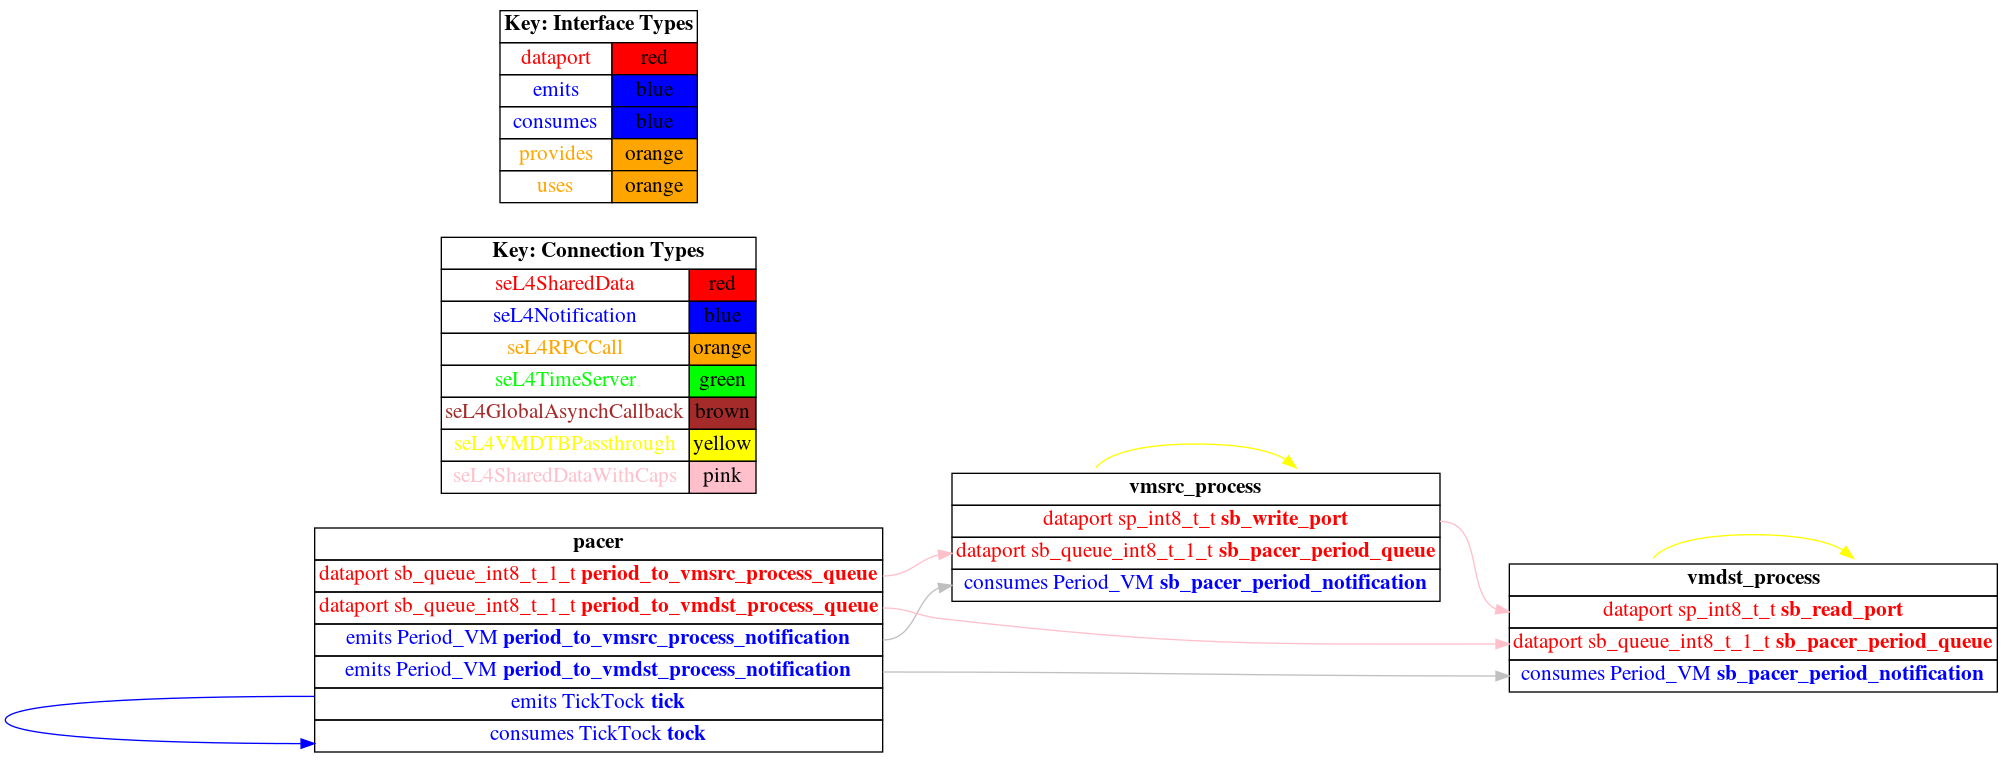 Key: Interface Types
dataport red
emits blue
consumes blue
provides orange
uses orange
Key: Connection Types
seL4SharedData red
seL4Notification blue
seL4RPCCall orange
seL4TimeServer green
seL4GlobalAsynchCallback brown
seL4VMDTBPassthrough yellow
seL4SharedDataWithCaps pink
pacer
dataport sb_queue_int8_t_1_t period_to_vmsrc_process_queue
dataport sb_queue_int8_t_1_t period_to_vmdst_process_queue
emits Period_VM period_to_vmsrc_process_notification
emits Period_VM period_to_vmdst_process_notification
emits TickTock tick
consumes TickTock tock
vmsrc_process
dataport sp_int8_t_t sb_write_port
dataport sb_queue_int8_t_1_t sb_pacer_period_queue
consumes Period_VM sb_pacer_period_notification
vmdst_process
dataport sp_int8_t_t sb_read_port
dataport sb_queue_int8_t_1_t sb_pacer_period_queue
consumes Period_VM sb_pacer_period_notification